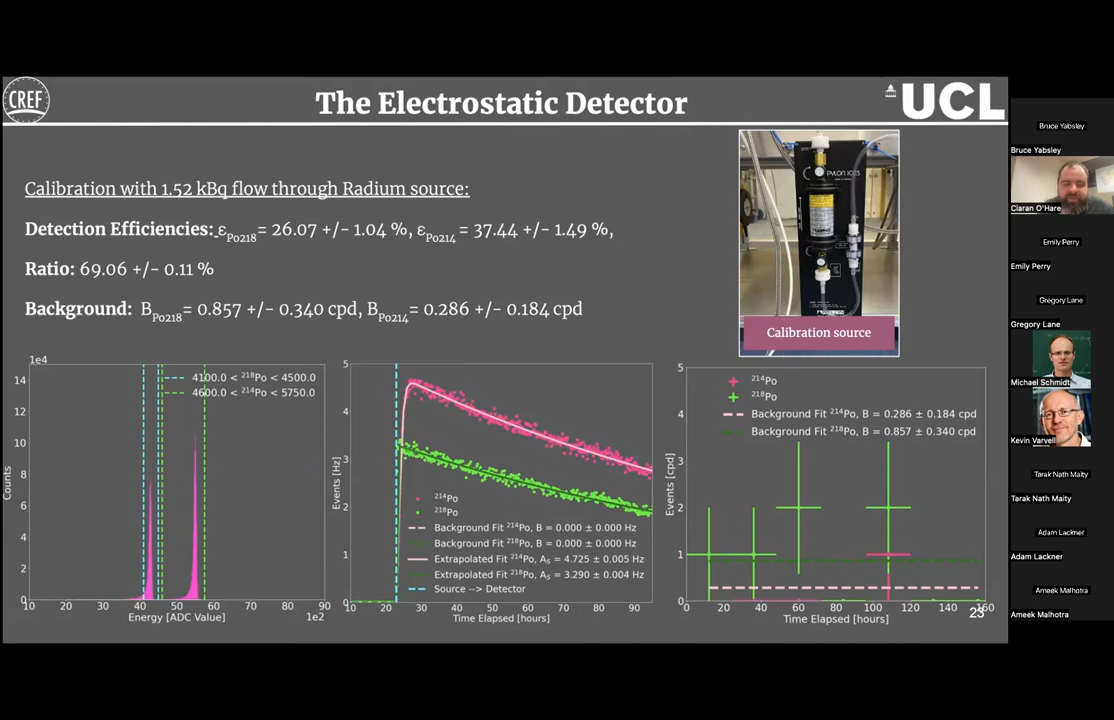 CREF
The Electrostatic Detector
UCL
Calibration with 1.52 kBq flow through Radium source:
Detection Efficiencies: εPo218= 26.07 +/- 1.04 %, εPo214= 37.44 +/- 1.49 %,
Ratio: 69.06 +/- 0.11 %
Background: BPo218= 0.857 +/- 0.340 cpd, BPo214= 0.286 +/- 0.184 cpd
PYLON
Calibration source
1e4
4100.0 < 218Po < 4500.0
4600.0 < 214Po < 5750.0
14
12
10
8
6
4
2
0
Counts
10 20 30 40 50 60 70 80 90
Energy [ADC Value]
1e2
5
4
3
2
1
0
Events [Hz]
214Po
218Po
Background Fit 214Po, B = 0.000 ± 0.000 Hz
Background Fit 218Po, B = 0.000 ± 0.000 Hz
Extrapolated Fit 214Po, AS = 4.725 ± 0.005 Hz
Extrapolated Fit 218Po, AS = 3.290 ± 0.004 Hz
Source --> Detector
10 20 30 40 50 60 70 80 90
Time Elapsed [hours]
5
4
3
2
1
0
Events [cpd]
214Po
218Po
Background Fit 214Po, B = 0.286 ± 0.184 cpd
Background Fit 218Po, B = 0.857 ± 0.340 cpd
0 20 40 60 80 100 120 140 160
Time Elapsed [hours]
23
Bruce Yabsley
Bruce Yabsley
Ciaran O'Hare
Emily Perry
Emily Perry
Gregory Lane
Gregory Lane
Michael Schmidt
Kevin Varvell
Tarak Nath Maity
Tarak Nath Maity
Adam Lackner
Adam Lackner
Ameek Malhotra
Ameek Malhotra